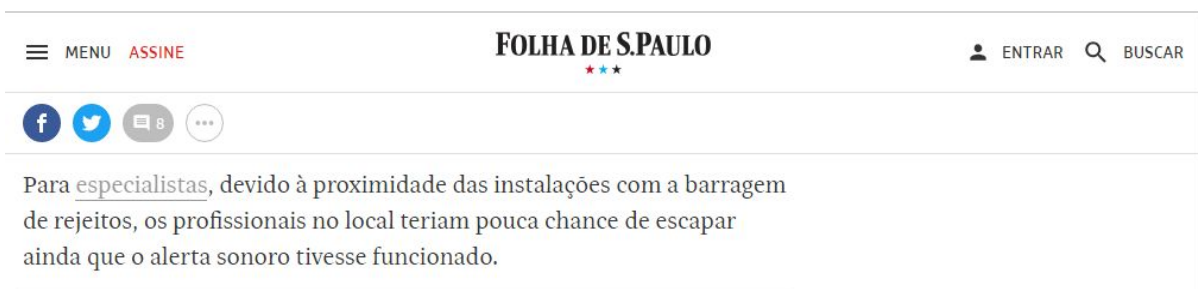 MENU ASSINE FOLHA DE S.PAULO ENTRAR BUSCAR
f 8
Para especialistas, devido à proximidade das instalações com a barragem
de rejeitos, os profissionais no local teriam pouca chance de escapar
ainda que o alerta sonoro tivesse funcionado.